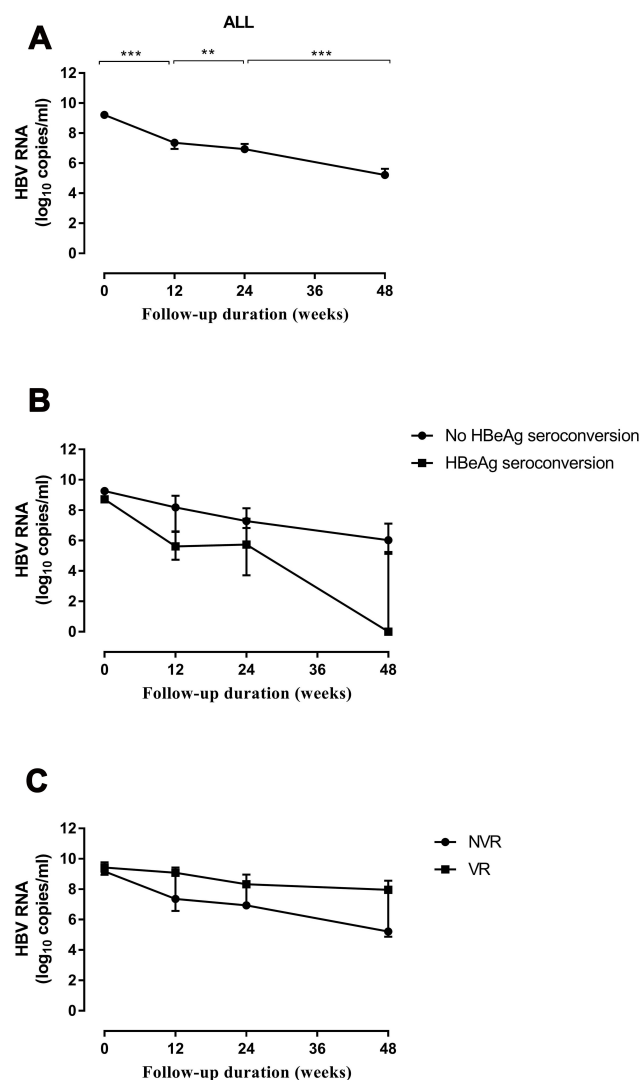 ALL
A
*** ** ***
12
10
8
6
4
2
0
HBV RNA
(log10 copies/ml)
0 12 24 36 48
Follow-up duration (weeks)
B
No HBeAg seroconversion
HBeAg seroconversion
12
10
8
6
4
2
0
HBV RNA
(log10 copies/ml)
0 12 24 36 48
Follow-up duration (weeks)
C
NVR
VR
12
10
8
6
4
2
0
HBV RNA
(log10 copies/ml)
0 12 24 36 48
Follow-up duration (weeks)